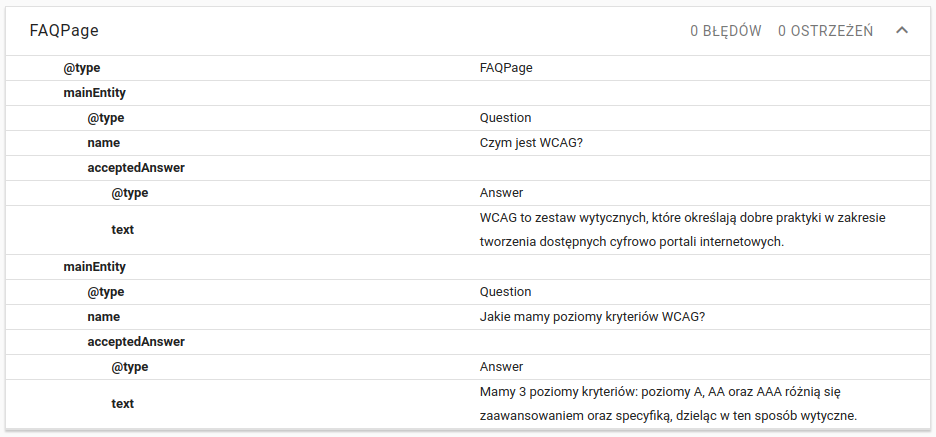 FAQPage 0 BŁĘDÓW 0 OSTRZEŻEŃ
@type FAQPage
mainEntity
@type Question
name Czym jest WCAG?
acceptedAnswer
@type Answer
text WCAG to zestaw wytycznych, które określają dobre praktyki w zakresie
tworzenia dostępnych cyfrowo portali internetowych.
mainEntity
@type Question
name Jakie mamy poziomy kryteriów WCAG?
acceptedAnswer
@type Answer
text Mamy 3 poziomy kryteriów: poziomy A, AA oraz AAA różnią się
zaawansowaniem oraz specyfiką, dzieląc w ten sposób wytyczne.